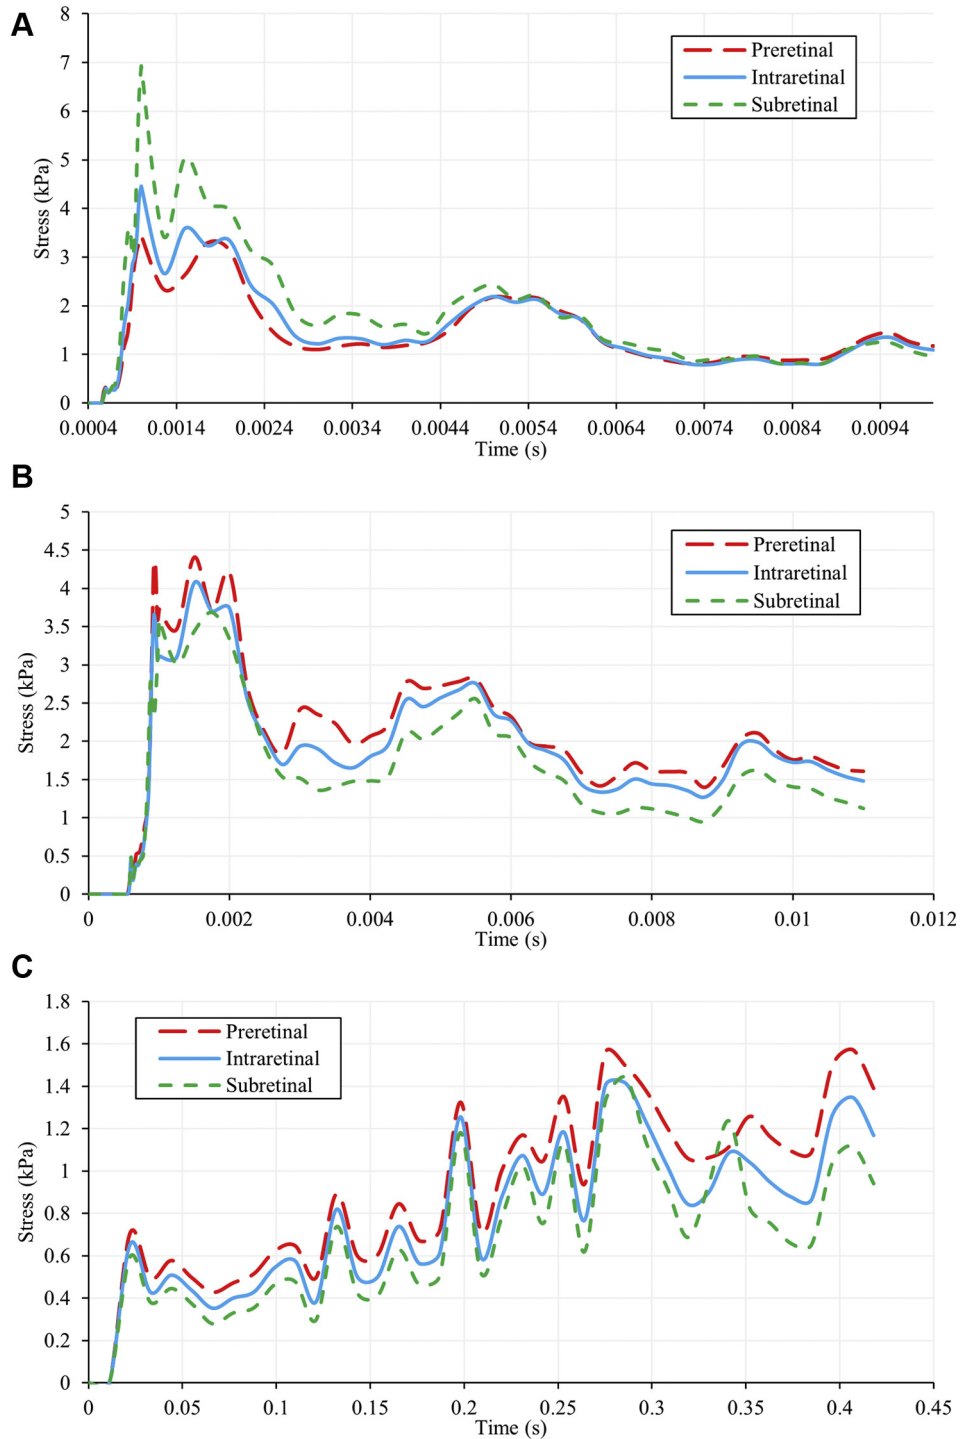 A
8
7
6
5
4
3
2
1
0
Stress (kPa)
Preretinal
Intraretinal
Subretinal
0.0004 0.0014 0.0024 0.0034 0.0044 0.0054 0.0064 0.0074 0.0084 0.0094
Time (s)
B
5
4.5
4
3.5
3
2.5
2
1.5
1
0.5
0
Stress (kPa)
Preretinal
Intraretinal
Subretinal
0 0.002 0.004 0.006 0.008 0.01 0.012
Time (s)
C
1.8
1.6
1.4
1.2
1
0.8
0.6
0.4
0.2
0
Stress (kPa)
Preretinal
Intraretinal
Subretinal
0 0.05 0.1 0.15 0.2 0.25 0.3 0.35 0.4 0.45
Time (s)